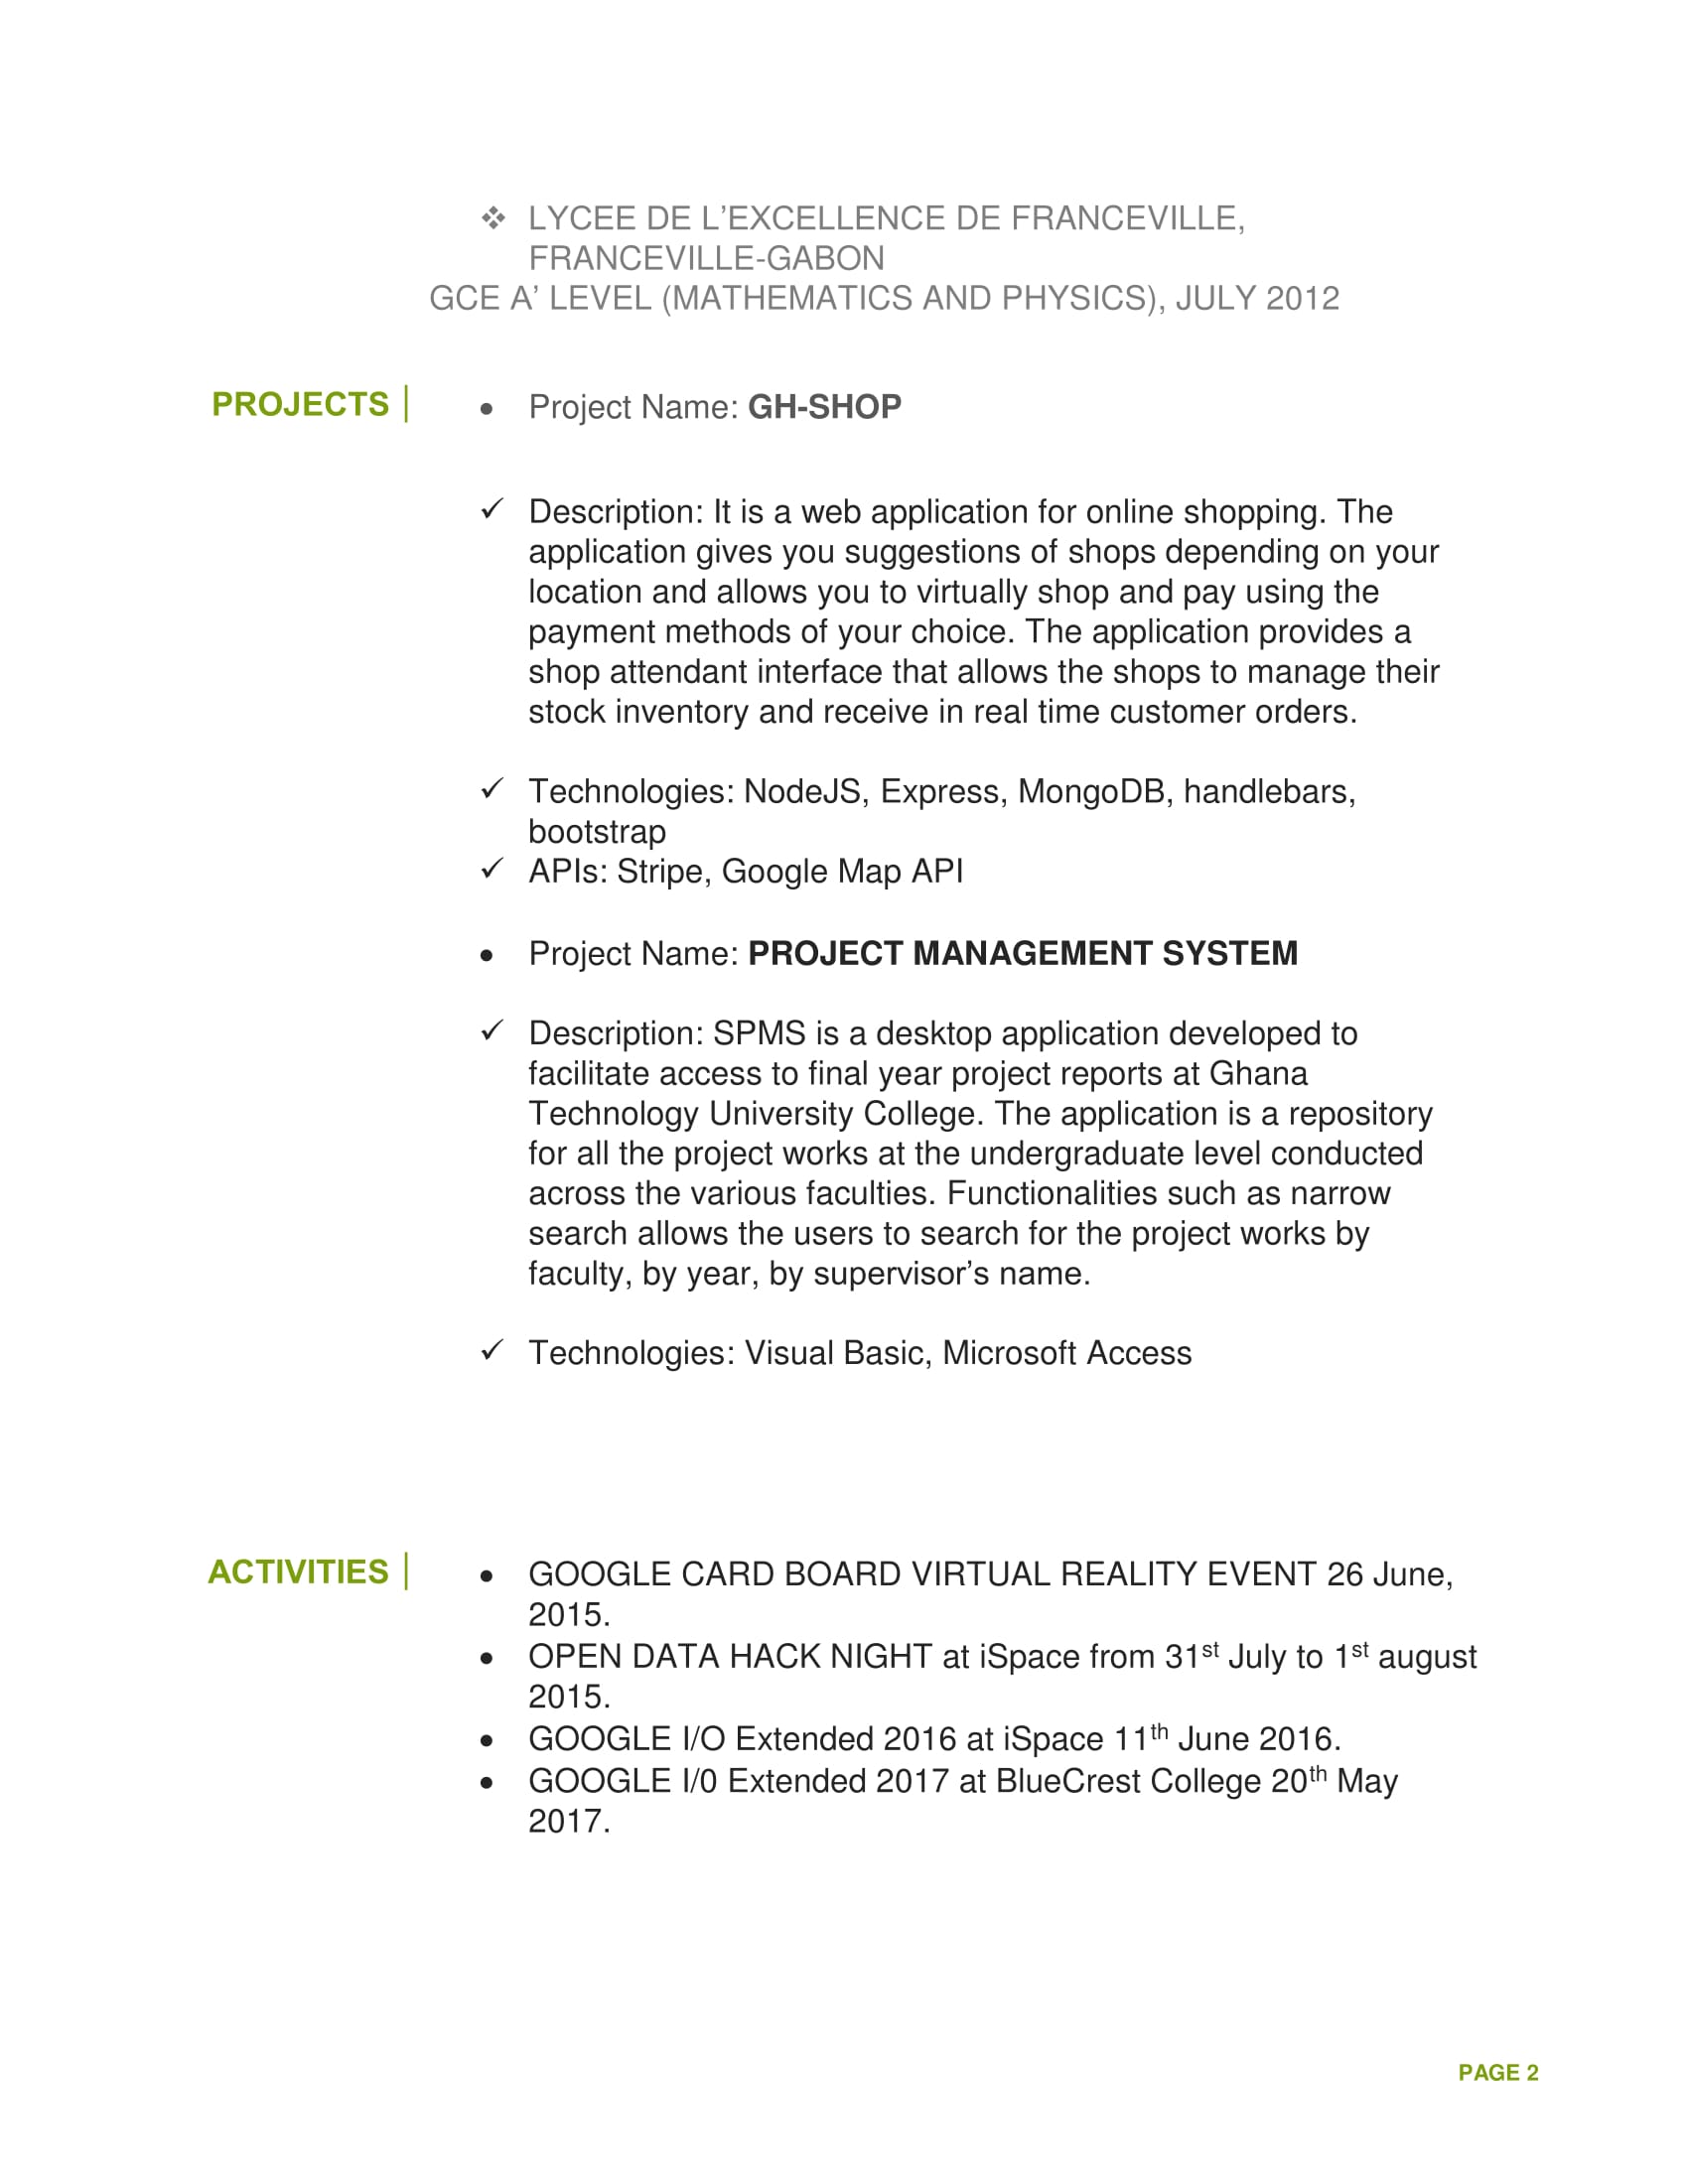 ❖ LYCEE DE L’EXCELLENCE DE FRANCEVILLE,
FRANCEVILLE-GABON
GCE A’ LEVEL (MATHEMATICS AND PHYSICS), JULY 2012
PROJECTS
• Project Name: GH-SHOP
✓ Description: It is a web application for online shopping. The
application gives you suggestions of shops depending on your
location and allows you to virtually shop and pay using the
payment methods of your choice. The application provides a
shop attendant interface that allows the shops to manage their
stock inventory and receive in real time customer orders.
✓ Technologies: NodeJS, Express, MongoDB, handlebars,
bootstrap
✓ APIs: Stripe, Google Map API
• Project Name: PROJECT MANAGEMENT SYSTEM
✓ Description: SPMS is a desktop application developed to
facilitate access to final year project reports at Ghana
Technology University College. The application is a repository
for all the project works at the undergraduate level conducted
across the various faculties. Functionalities such as narrow
search allows the users to search for the project works by
faculty, by year, by supervisor’s name.
✓ Technologies: Visual Basic, Microsoft Access
ACTIVITIES
• GOOGLE CARD BOARD VIRTUAL REALITY EVENT 26 June,
2015.
• OPEN DATA HACK NIGHT at iSpace from 31st July to 1st august
2015.
• GOOGLE I/O Extended 2016 at iSpace 11th June 2016.
• GOOGLE I/0 Extended 2017 at BlueCrest College 20th May
2017.
PAGE 2